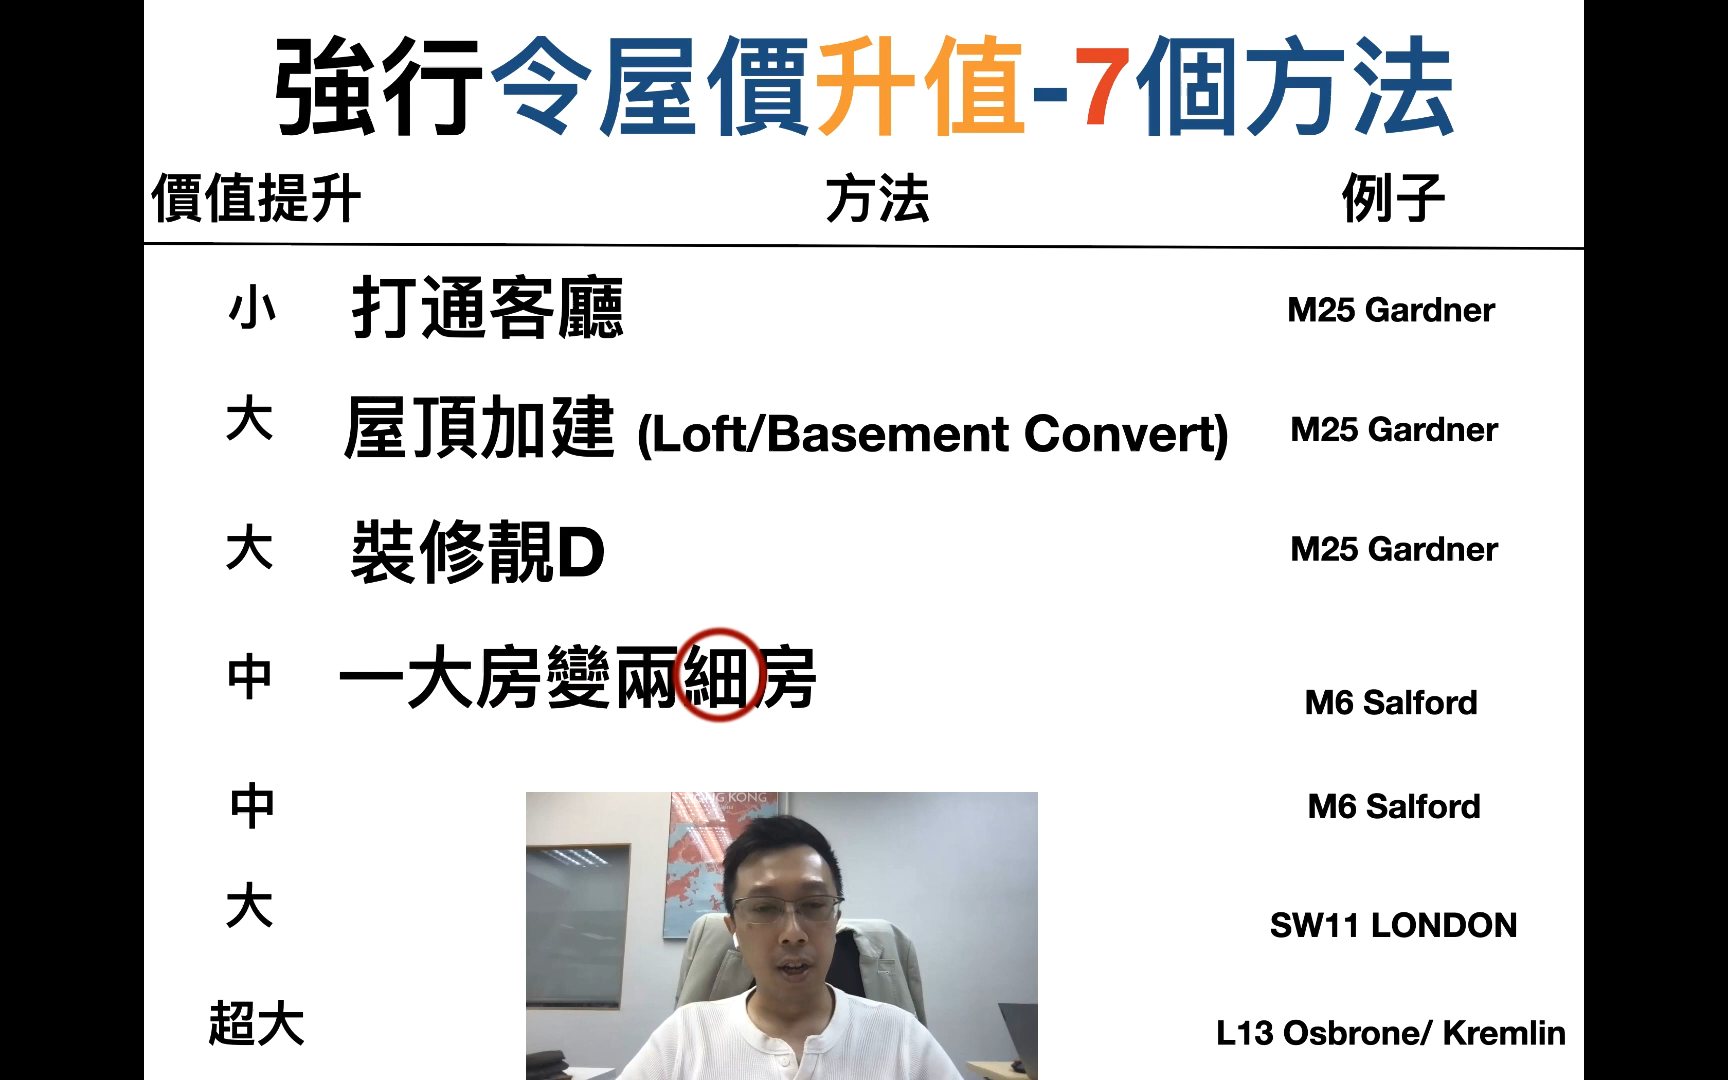 強行令屋價升值-7個方法
價值提升 方法 例子
小 打通客廳 M25 Gardner
大 屋頂加建 (Loft/Basement Convert) M25 Gardner
大 裝修靚D M25 Gardner
中 一大房變兩細房 M6 Salford
中 M6 Salford
大 SW11 LONDON
超大 L13 Osbrone/ Kremlin
HONG KONG